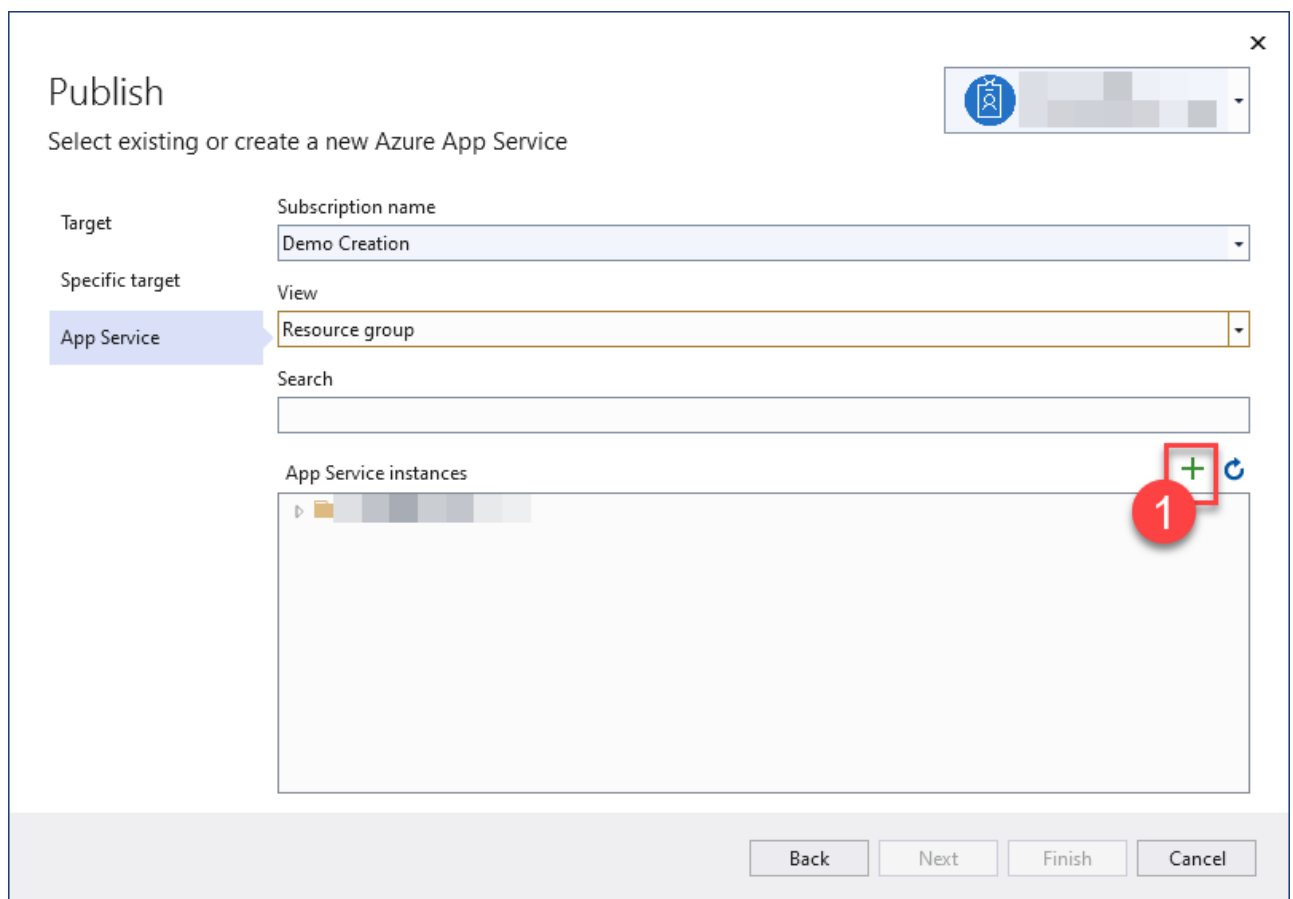 Publish
Select existing or create a new Azure App Service
Target
Specific target
App Service
Subscription name
Demo Creation
View
Resource group
Search
App Service instances
1
Back
Next
Finish
Cancel